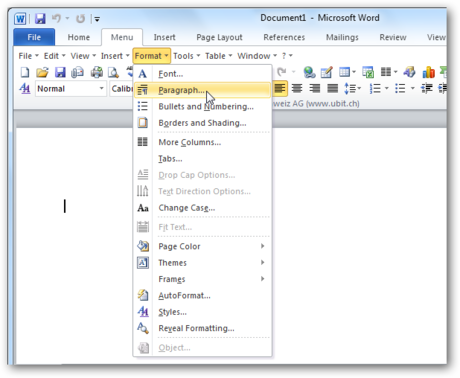 Document1 - Microsoft Word
File Home Menu Insert Page Layout References Mailings Review
File Edit View Insert Format Tools Table Window ?
Normal Calib
weiz AG (www.ubit.ch)
Font...
Paragraph...
Bullets and Numbering...
Borders and Shading...
More Columns...
Tabs...
Drop Cap Options...
Text Direction Options...
Aa Change Case...
Fit Text...
Page Color
Themes
Frames
AutoFormat...
Styles...
Reveal Formatting...
Object...